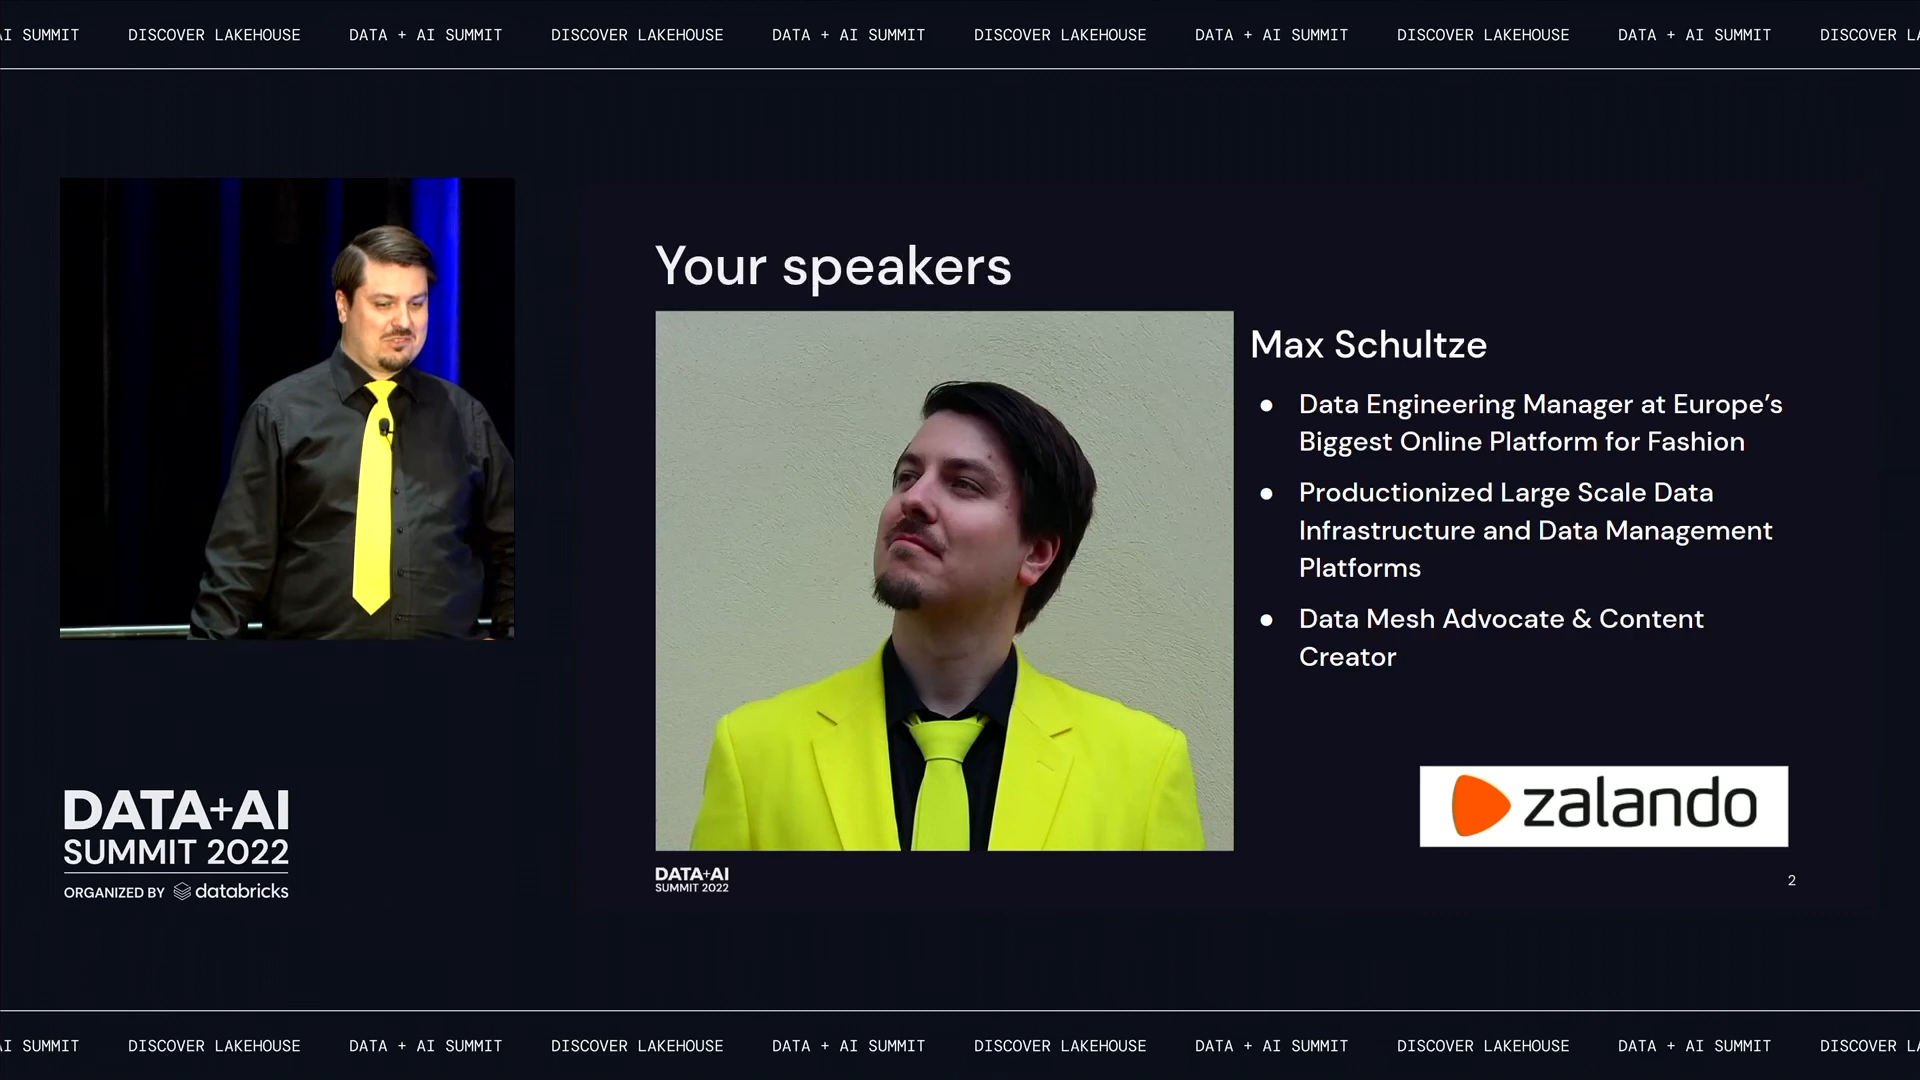 AI SUMMIT DISCOVER LAKEHOUSE DATA + AI SUMMIT DISCOVER LAKEHOUSE DATA + AI SUMMIT DISCOVER LAKEHOUSE DATA + AI SUMMIT DISCOVER LAKEHOUSE DATA + AI SUMMIT DISCOVER LA
Your speakers
Max Schultze
● Data Engineering Manager at Europe’s
Biggest Online Platform for Fashion
● Productionized Large Scale Data
Infrastructure and Data Management
Platforms
● Data Mesh Advocate & Content
Creator
zalando
DATA+AI
SUMMIT 2022
2
DATA+AI
SUMMIT 2022
ORGANIZED BY databricks
AI SUMMIT DISCOVER LAKEHOUSE DATA + AI SUMMIT DISCOVER LAKEHOUSE DATA + AI SUMMIT DISCOVER LAKEHOUSE DATA + AI SUMMIT DISCOVER LAKEHOUSE DATA + AI SUMMIT DISCOVER LA